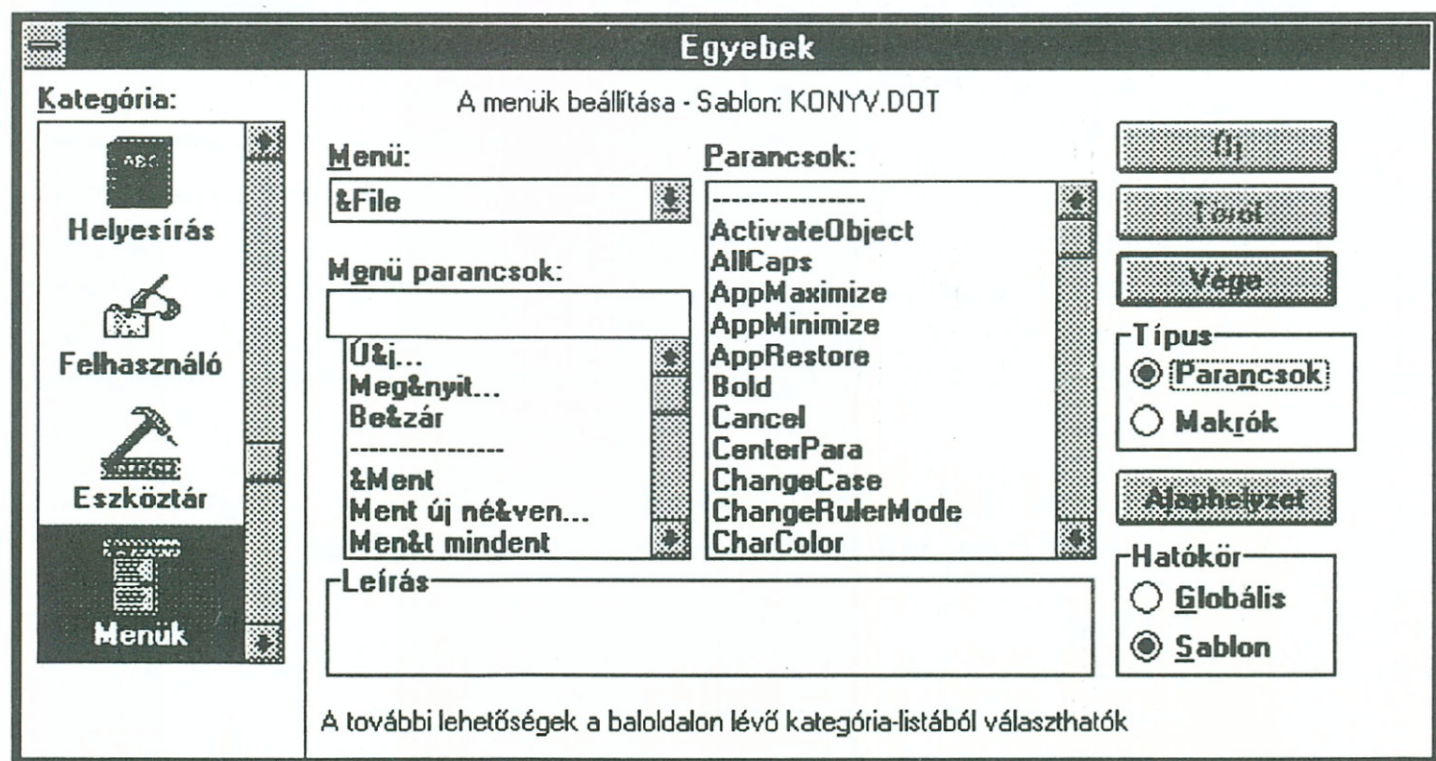 Egyebek
Kategória:
ABC
Helyesírás
Felhasználó
Eszköztár
Menük
A menük beállítása - Sablon: KONYV.DOT
Menü:
&File
Menü parancsok:
Ú&j...
Meg&nyit...
Be&zár
----------------
&Ment
Ment új né&ven...
Men&t mindent
Parancsok:
----------------
ActivateObject
AllCaps
AppMaximize
AppMinimize
AppRestore
Bold
Cancel
CenterPara
ChangeCase
ChangeRulerMode
CharColor
Új
Töröl
Vége
Típus
Parancsok
Makrók
Alaphelyzet
Hatókör
Globális
Sablon
Leírás
A további lehetőségek a baloldalon lévő kategória-listából választhatók